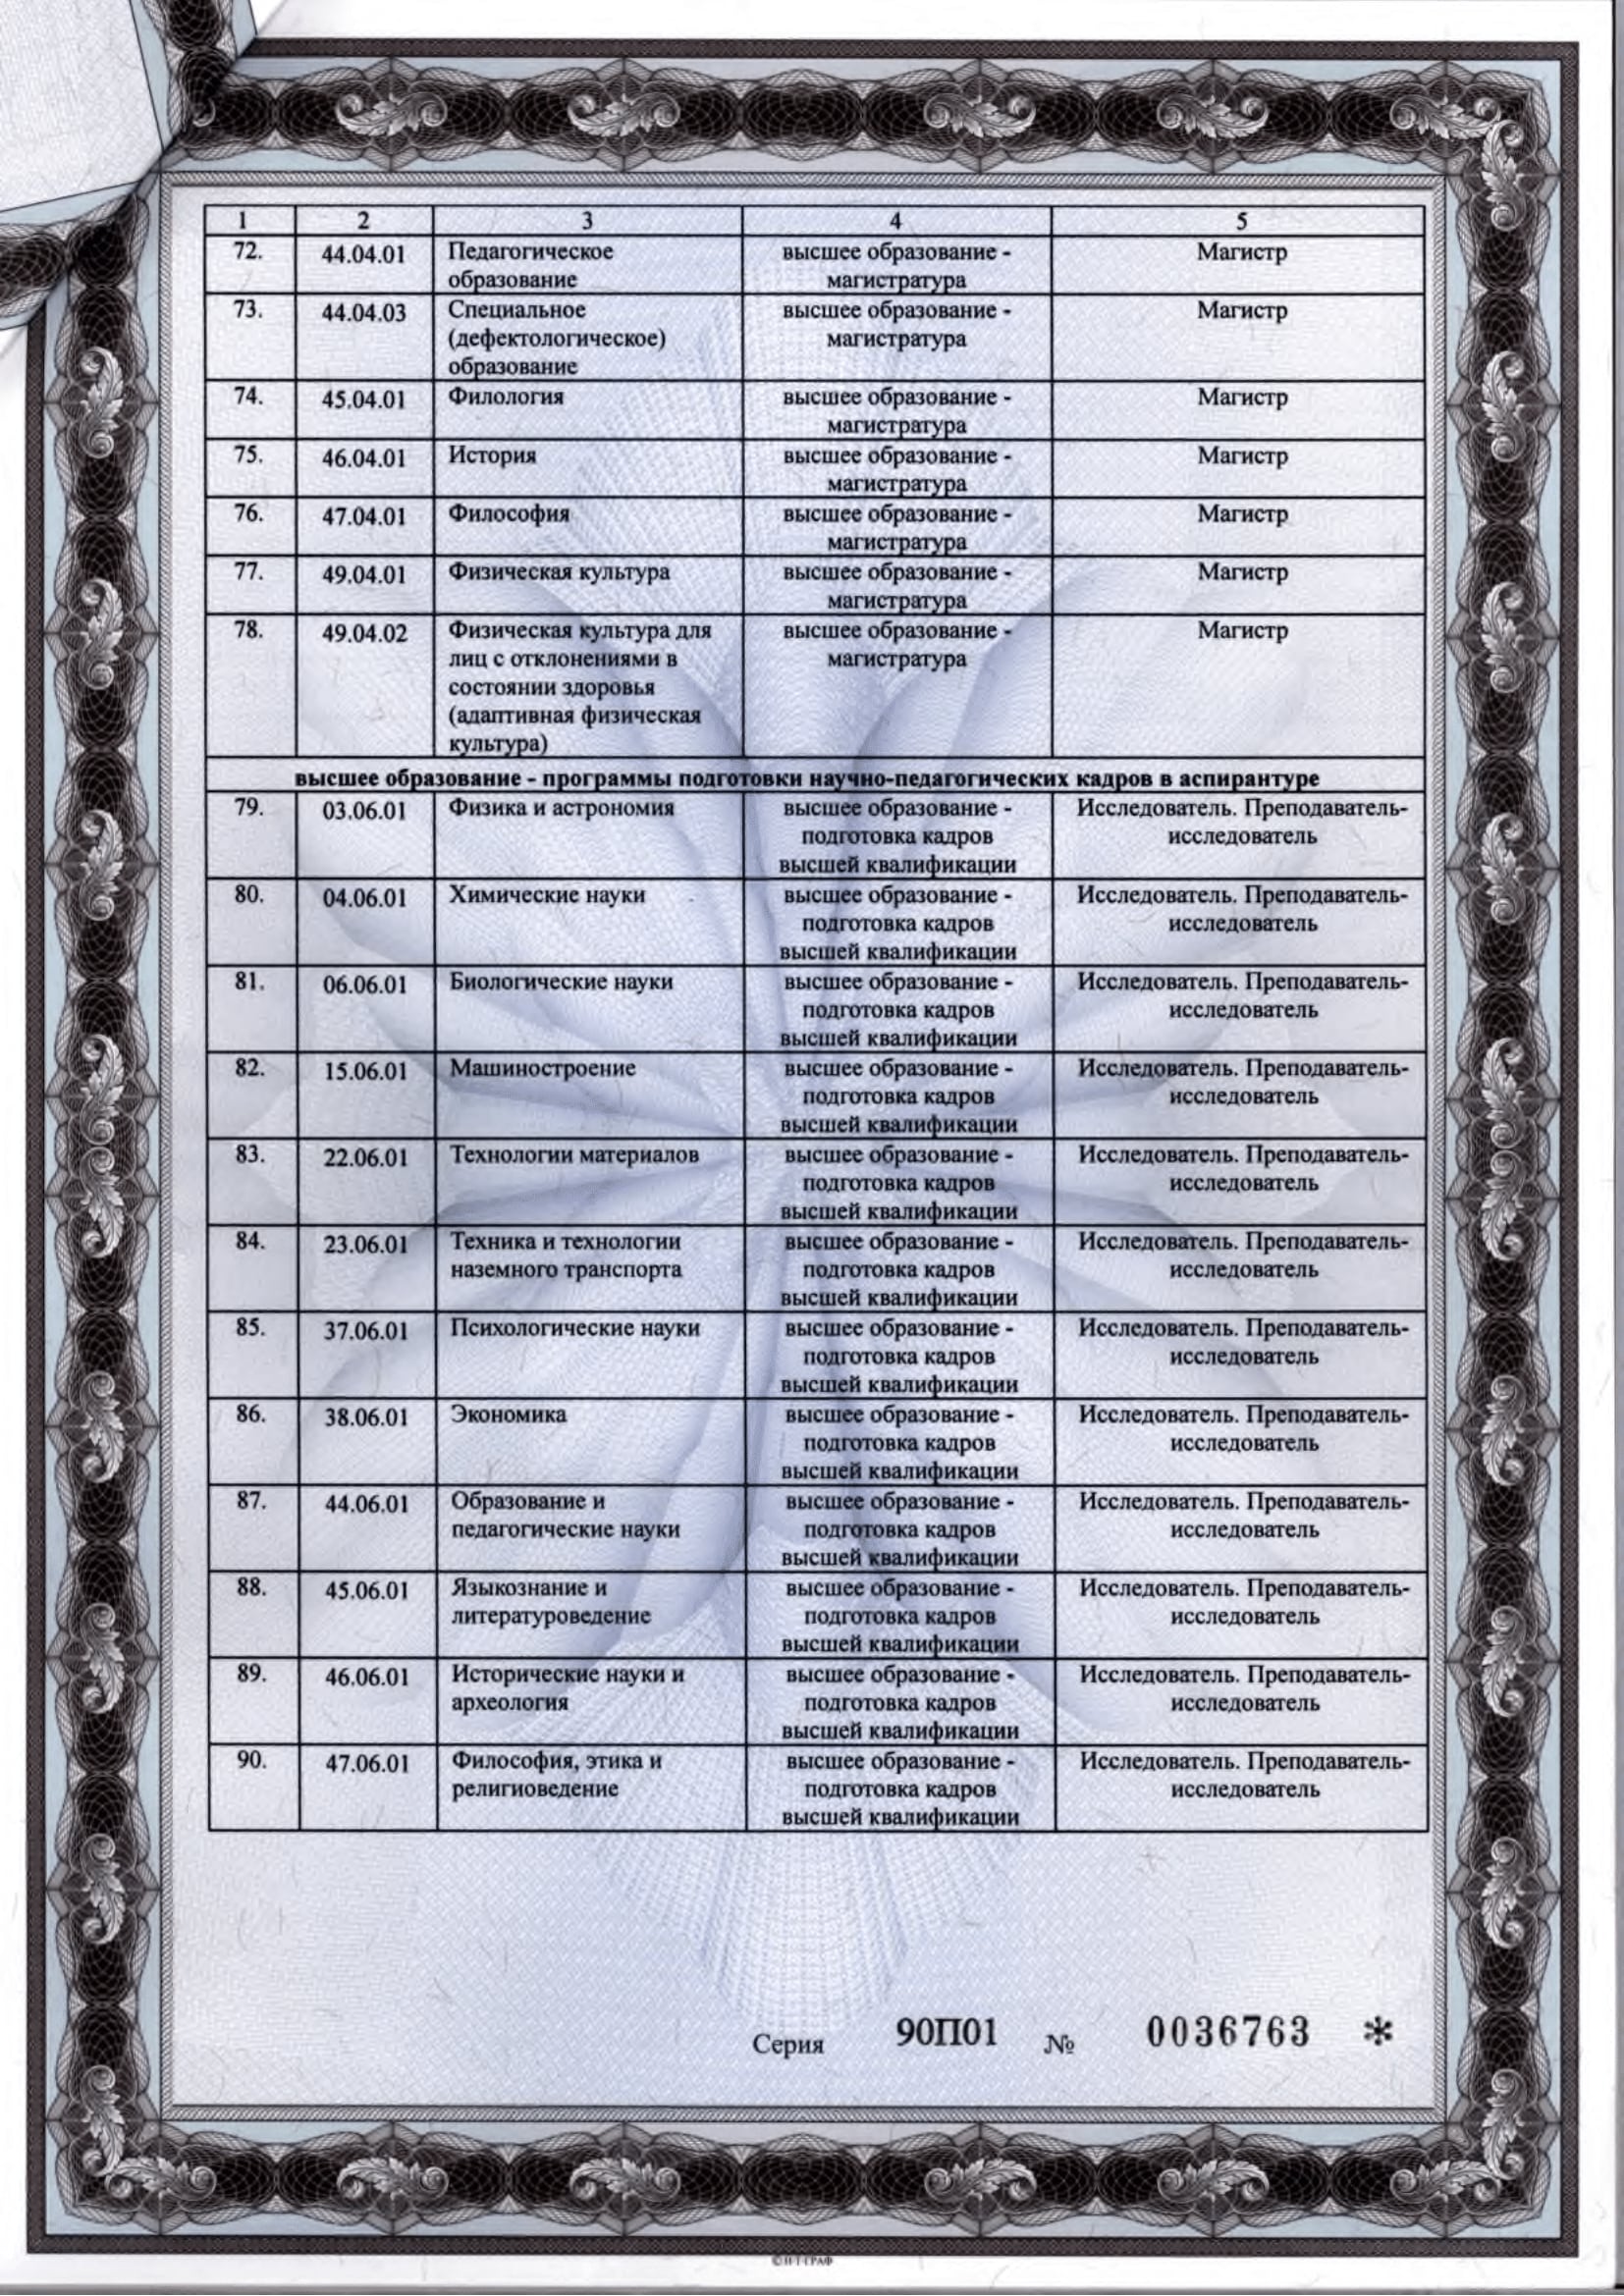 1 2 3 4 5
72. 44.04.01 Педагогическое высшее образование - Магистр
образование магистратура
73. 44.04.03 Специальное высшее образование - Магистр
(дефектологическое) магистратура
образование
74. 45.04.01 Филология высшее образование - Магистр
магистратура
75. 46.04.01 История высшее образование - Магистр
магистратура
76. 47.04.01 Философия высшее образование - Магистр
магистратура
77. 49.04.01 Физическая культура высшее образование - Магистр
магистратура
78. 49.04.02 Физическая культура для высшее образование - Магистр
лиц с отклонениями в магистратура
состоянии здоровья
(адаптивная физическая
культура)
высшее образование - программы подготовки научно-педагогических кадров в аспирантуре
79. 03.06.01 Физика и астрономия высшее образование - Исследователь. Преподаватель-
подготовка кадров исследователь
высшей квалификации
80. 04.06.01 Химические науки высшее образование - Исследователь. Преподаватель-
подготовка кадров исследователь
высшей квалификации
81. 06.06.01 Биологические науки высшее образование - Исследователь. Преподаватель-
подготовка кадров исследователь
высшей квалификации
82. 15.06.01 Машиностроение высшее образование - Исследователь. Преподаватель-
подготовка кадров исследователь
высшей квалификации
83. 22.06.01 Технологии материалов высшее образование - Исследователь. Преподаватель-
подготовка кадров исследователь
высшей квалификации
84. 23.06.01 Техника и технологии высшее образование - Исследователь. Преподаватель-
наземного транспорта подготовка кадров исследователь
высшей квалификации
85. 37.06.01 Психологические науки высшее образование - Исследователь. Преподаватель-
подготовка кадров исследователь
высшей квалификации
86. 38.06.01 Экономика высшее образование - Исследователь. Преподаватель-
подготовка кадров исследователь
высшей квалификации
87. 44.06.01 Образование и высшее образование - Исследователь. Преподаватель-
педагогические науки подготовка кадров исследователь
высшей квалификации
88. 45.06.01 Языкознание и высшее образование - Исследователь. Преподаватель-
литературоведение подготовка кадров исследователь
высшей квалификации
89. 46.06.01 Исторические науки и высшее образование - Исследователь. Преподаватель-
археология подготовка кадров исследователь
высшей квалификации
90. 47.06.01 Философия, этика и высшее образование - Исследователь. Преподаватель-
религиоведение подготовка кадров исследователь
высшей квалификации
Серия 90П01 № 0036763 *